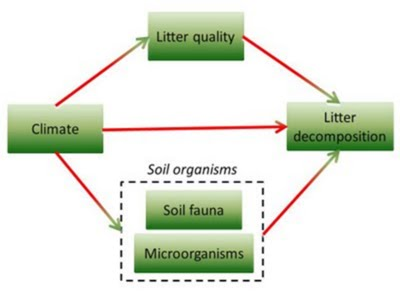 Litter quality
Climate
Litter
decomposition
Soil organisms
Soil fauna
Microorganisms